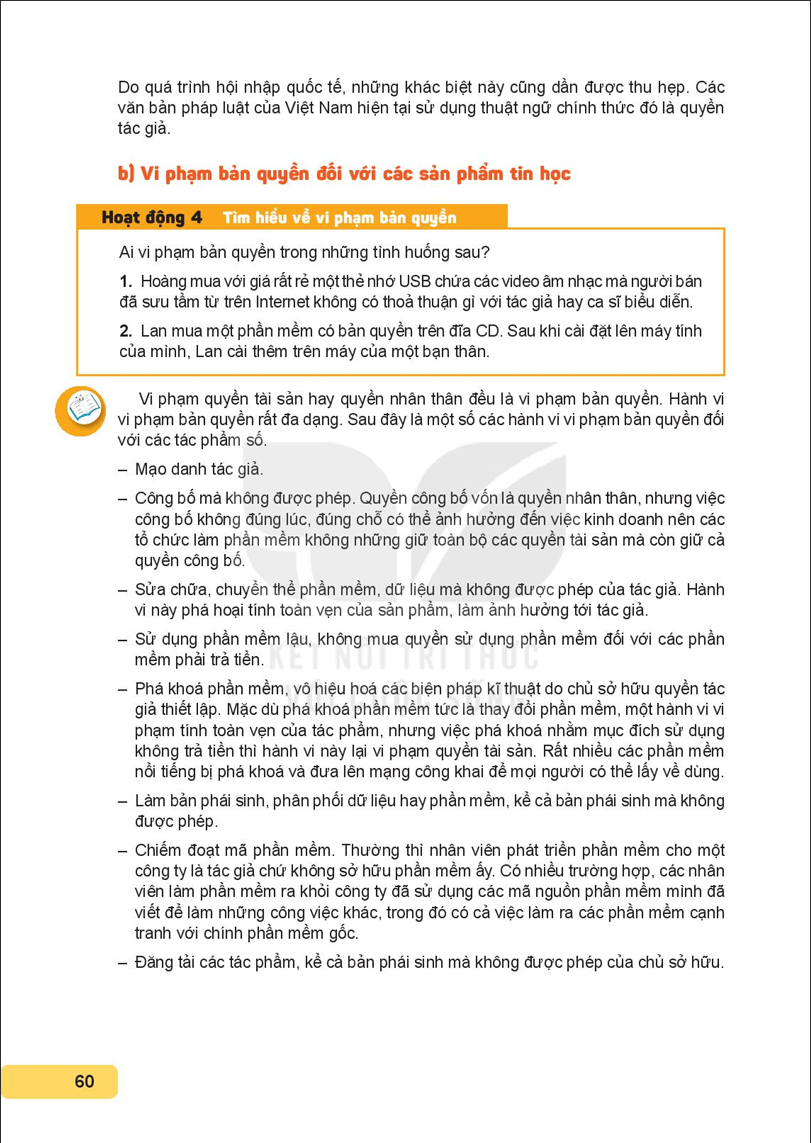 Do quá trình hội nhập quốc tế, những khác biệt này cũng dần được thu hẹp. Các
văn bản pháp luật của Việt Nam hiện tại sử dụng thuật ngữ chính thức đó là quyền
tác giả.
b) Vi phạm bản quyền đối với các sản phẩm tin học
Hoạt động 4 Tìm hiểu về vi phạm bản quyền
Ai vi phạm bản quyền trong những tình huống sau?
1. Hoàng mua với giá rất rẻ một thẻ nhớ USB chứa các video âm nhạc mà người bán
đã sưu tầm từ trên Internet không có thoả thuận gì với tác giả hay ca sĩ biểu diễn.
2. Lan mua một phần mềm có bản quyền trên đĩa CD. Sau khi cài đặt lên máy tính
của mình, Lan cài thêm trên máy của một bạn thân.
Vi phạm quyền tài sản hay quyền nhân thân đều là vi phạm bản quyền. Hành vi
vi phạm bản quyền rất đa dạng. Sau đây là một số các hành vi vi phạm bản quyền đối
với các tác phẩm số.
– Mạo danh tác giả.
– Công bố mà không được phép. Quyền công bố vốn là quyền nhân thân, nhưng việc
công bố không đúng lúc, đúng chỗ có thể ảnh hưởng đến việc kinh doanh nên các
tổ chức làm phần mềm không những giữ toàn bộ các quyền tài sản mà còn giữ cả
quyền công bố.
– Sửa chữa, chuyển thể phần mềm, dữ liệu mà không được phép của tác giả. Hành
vi này phá hoại tính toàn vẹn của sản phẩm, làm ảnh hưởng tới tác giả.
– Sử dụng phần mềm lậu, không mua quyền sử dụng phần mềm đối với các phần
mềm phải trả tiền.
KẾT NỐI TRI THỨC
VỚI CUỘC SỐNG
– Phá khoá phần mềm, vô hiệu hoá các biện pháp kĩ thuật do chủ sở hữu quyền tác
giả thiết lập. Mặc dù phá khoá phần mềm tức là thay đổi phần mềm, một hành vi vi
phạm tính toàn vẹn của tác phẩm, nhưng việc phá khoá nhằm mục đích sử dụng
không trả tiền thì hành vi này lại vi phạm quyền tài sản. Rất nhiều các phần mềm
nổi tiếng bị phá khoá và đưa lên mạng công khai để mọi người có thể lấy về dùng.
– Làm bản phái sinh, phân phối dữ liệu hay phần mềm, kể cả bản phái sinh mà không
được phép.
– Chiếm đoạt mã phần mềm. Thường thì nhân viên phát triển phần mềm cho một
công ty là tác giả chứ không sở hữu phần mềm ấy. Có nhiều trường hợp, các nhân
viên làm phần mềm ra khỏi công ty đã sử dụng các mã nguồn phần mềm mình đã
viết để làm những công việc khác, trong đó có cả việc làm ra các phần mềm cạnh
tranh với chính phần mềm gốc.
– Đăng tải các tác phẩm, kể cả bản phái sinh mà không được phép của chủ sở hữu.
60